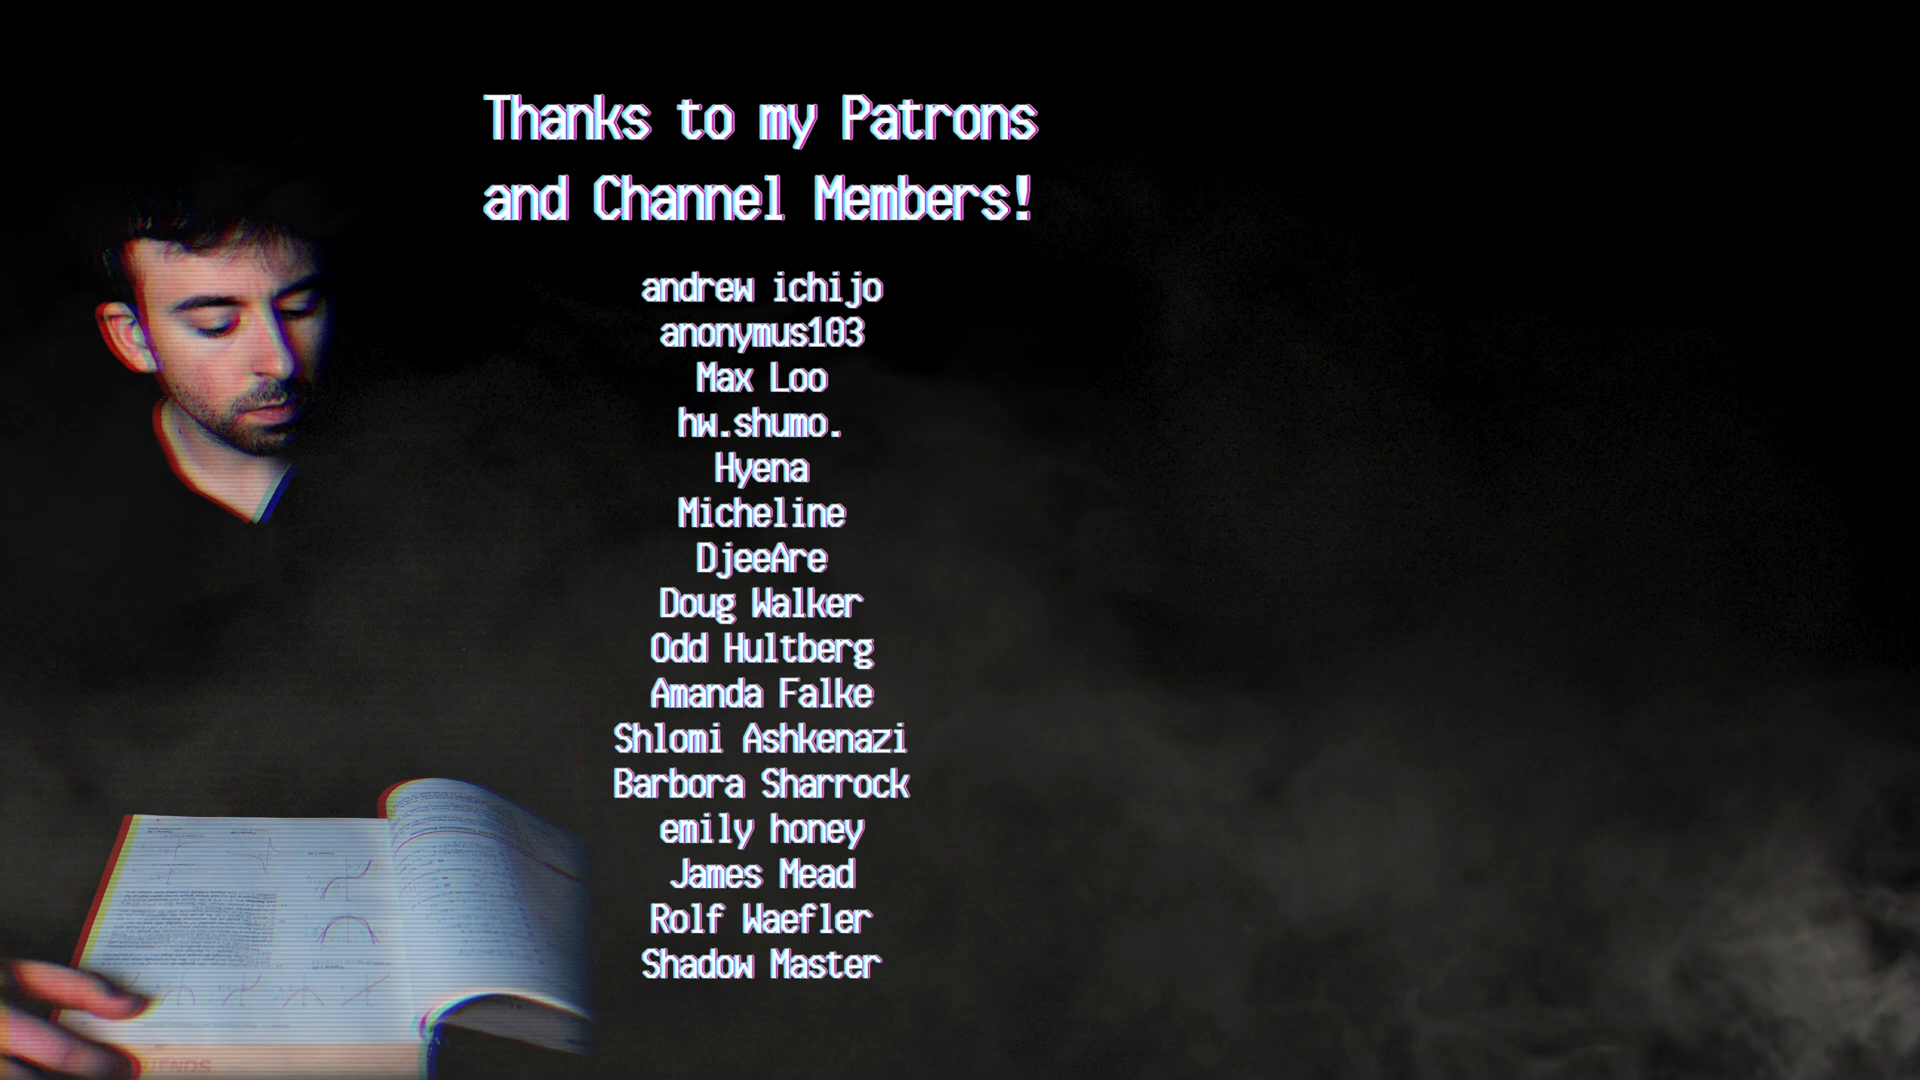 Thanks to my Patrons
and Channel Members!
andrew ichijo
anonymus103
Max Loo
hw.shumo.
Hyena
Micheline
DjeeAre
Doug Walker
Odd Hultberg
Amanda Falke
Shlomi Ashkenazi
Barbora Sharrock
emily honey
James Mead
Rolf Waefler
Shadow Master